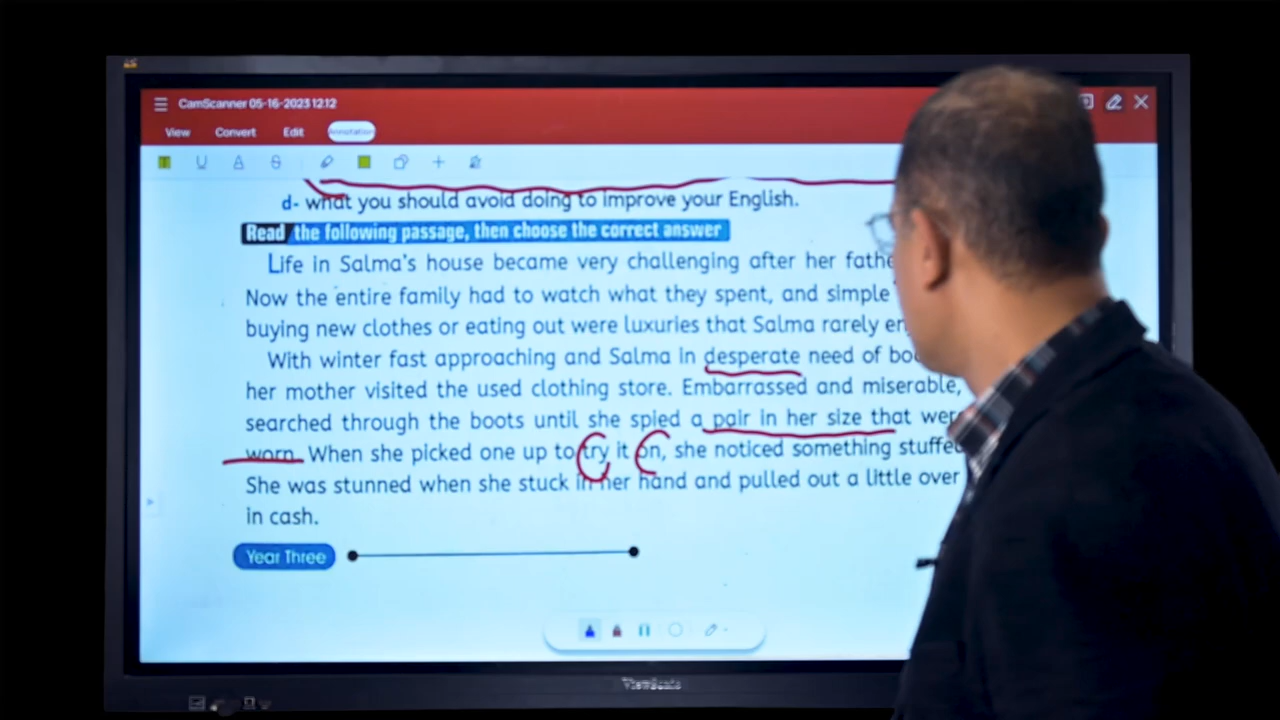 CamScanner 05-16-2023 12.12
View Convert Edit Annotation
d- what you should avoid doing to improve your English.
Read the following passage, then choose the correct answer
Life in Salma's house became very challenging after her
Now the entire family had to watch what they spent, and simple
buying new clothes or eating out were luxuries that Salma rarely
With winter fast approaching and Salma in desperate need of
her mother visited the used clothing store. Embarrassed and miserable,
searched through the boots until she spied a pair in her size that were
worn. When she picked one up to try it on, she noticed something stuffed
She was stunned when she stuck in her hand and pulled out a little over
in cash.
Year Three
ViewSonic